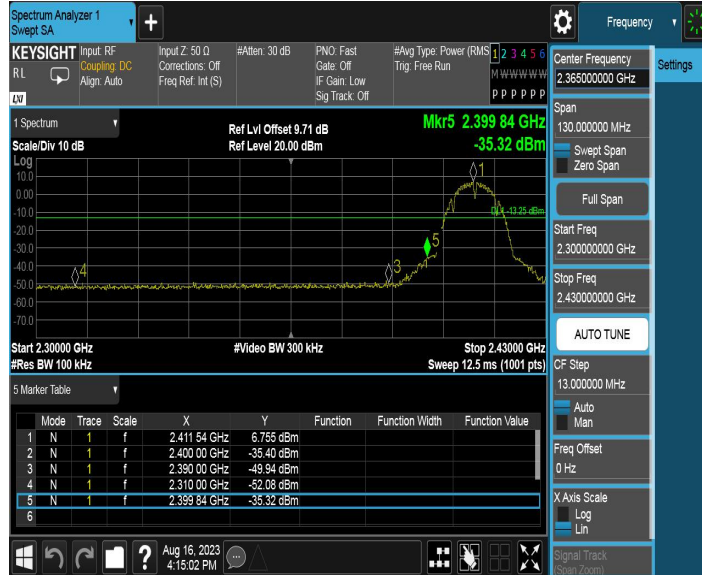 Spectrum Analyzer 1
Swept SA
+
Frequency
KEYSIGHT
RL
LXI
Input: RF
Coupling: DC
Align: Auto
Input Z: 50 Ω
Corrections: Off
Freq Ref: Int (S)
#Atten: 30 dB
PNO: Fast
Gate: Off
IF Gain: Low
Sig Track: Off
#Avg Type: Power (RMS
Trig: Free Run
1 2 3 4 5 6
M W W W W W
P P P P P P
1 Spectrum
Scale/Div 10 dB
Ref Lvl Offset 9.71 dB
Ref Level 20.00 dBm
Mkr5 2.399 84 GHz
-35.32 dBm
Log
10.0
0.00
-10.0
-20.0
-30.0
-40.0
-50.0
-60.0
-70.0
1
DL1 -13.25 dBm
5
3
4
Start 2.30000 GHz
#Res BW 100 kHz
#Video BW 300 kHz
Stop 2.43000 GHz
Sweep 12.5 ms (1001 pts)
5 Marker Table
Mode Trace Scale X Y Function Function Width Function Value
1 N 1 f 2.411 54 GHz 6.755 dBm
2 N 1 f 2.400 00 GHz -35.40 dBm
3 N 1 f 2.390 00 GHz -49.94 dBm
4 N 1 f 2.310 00 GHz -52.08 dBm
5 N 1 f 2.399 84 GHz -35.32 dBm
6
?
Aug 16, 2023
4:15:02 PM
Center Frequency
2.365000000 GHz
Settings
Span
130.000000 MHz
Swept Span
Zero Span
Full Span
Start Freq
2.300000000 GHz
Stop Freq
2.430000000 GHz
AUTO TUNE
CF Step
13.000000 MHz
Auto
Man
Freq Offset
0 Hz
X Axis Scale
Log
Lin
Signal Track
(Span Zoom)